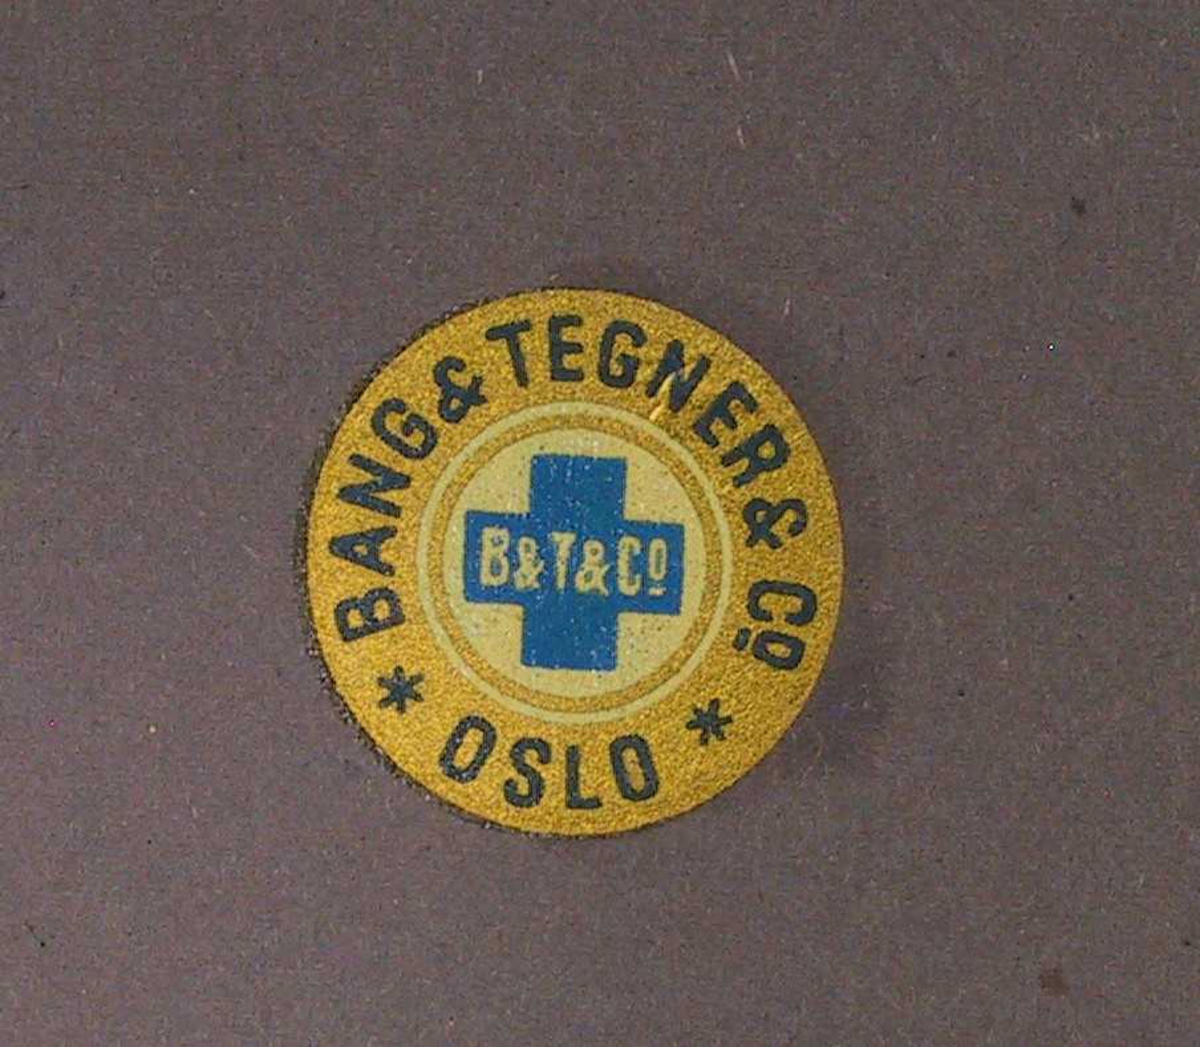 BANG & TEGNER & Cº
B&T&Cº
* OSLO *